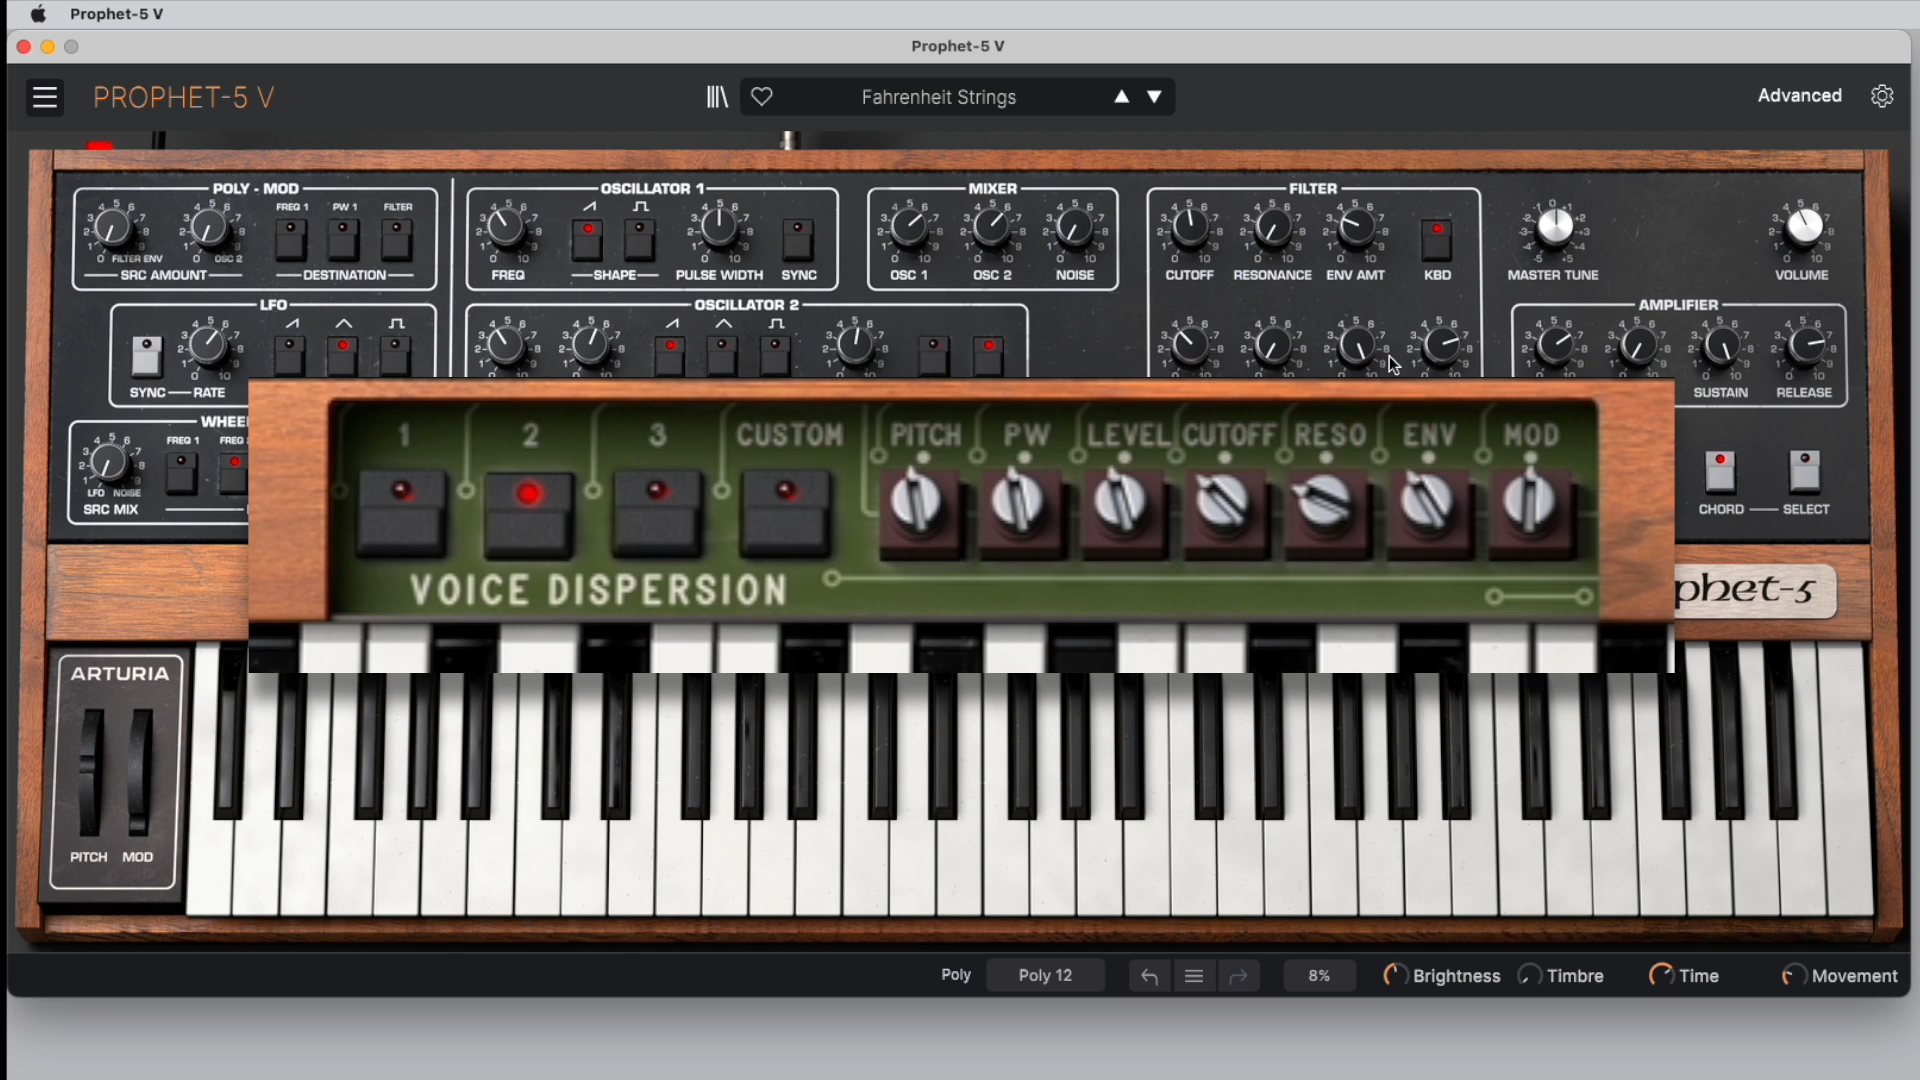 Prophet-5 V
Prophet-5 V
PROPHET-5 V
Fahrenheit Strings
Advanced
POLY - MOD
OSCILLATOR 1
MIXER
FILTER
FREQ 1 PW 1 FILTER
FILTER ENV OSC 2
SRC AMOUNT DESTINATION
FREQ SHAPE PULSE WIDTH SYNC
OSC 1 OSC 2 NOISE
CUTOFF RESONANCE ENV AMT KBD
MASTER TUNE
VOLUME
LFO
OSCILLATOR 2
AMPLIFIER
SYNC RATE
SUSTAIN RELEASE
FREQ 1
LFO NOISE
SRC MIX
CHORD SELECT
1 2 3 CUSTOM PITCH PW LEVEL CUTOFF RESO ENV MOD
VOICE DISPERSION
phet-5
ARTURIA
PITCH MOD
Poly Poly 12 8% Brightness Timbre Time Movement